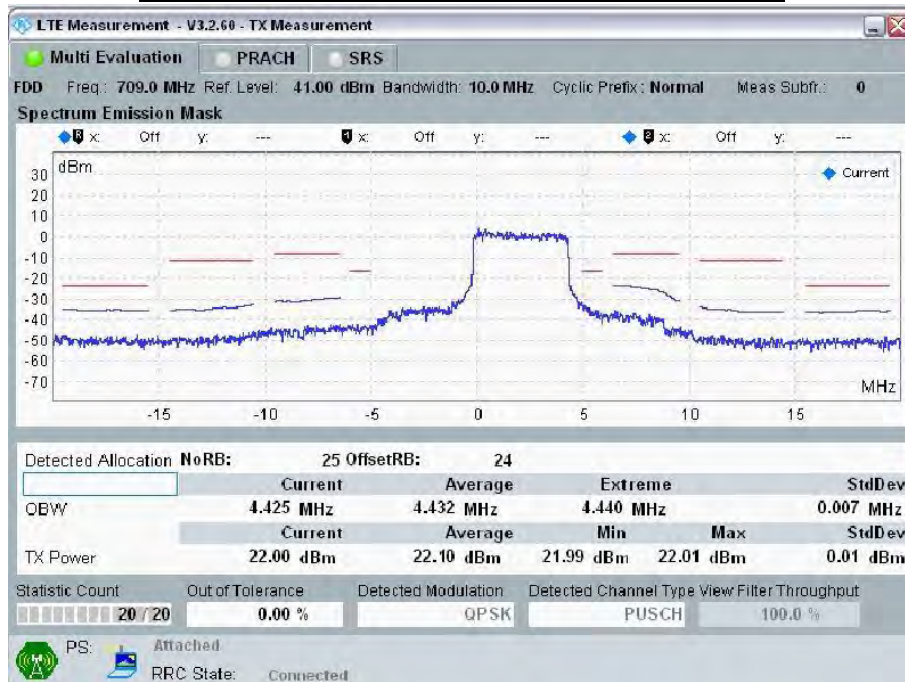 LTE Measurement - V3.2.60 - TX Measurement
Multi Evaluation PRACH SRS
FDD Freq.: 709.0 MHz Ref. Level: 41.00 dBm Bandwidth: 10.0 MHz Cyclic Prefix: Normal Meas Subfr.: 0
Spectrum Emission Mask
R x: Off y: --- 1 x: Off y: --- 2 x: Off y: ---
dBm
Current
30
20
10
0
-10
-20
-30
-40
-50
-60
-70
MHz
-15 -10 -5 0 5 10 15
Detected Allocation NoRB: 25 OffsetRB: 24
Current Average Extreme StdDev
OBW 4.425 MHz 4.432 MHz 4.440 MHz 0.007 MHz
Current Average Min Max StdDev
TX Power 22.00 dBm 22.10 dBm 21.99 dBm 22.01 dBm 0.01 dBm
Statistic Count Out of Tolerance Detected Modulation Detected Channel Type View Filter Throughput
20 / 20 0.00 % QPSK PUSCH 100.0 %
PS: Attached
RRC State: Connected